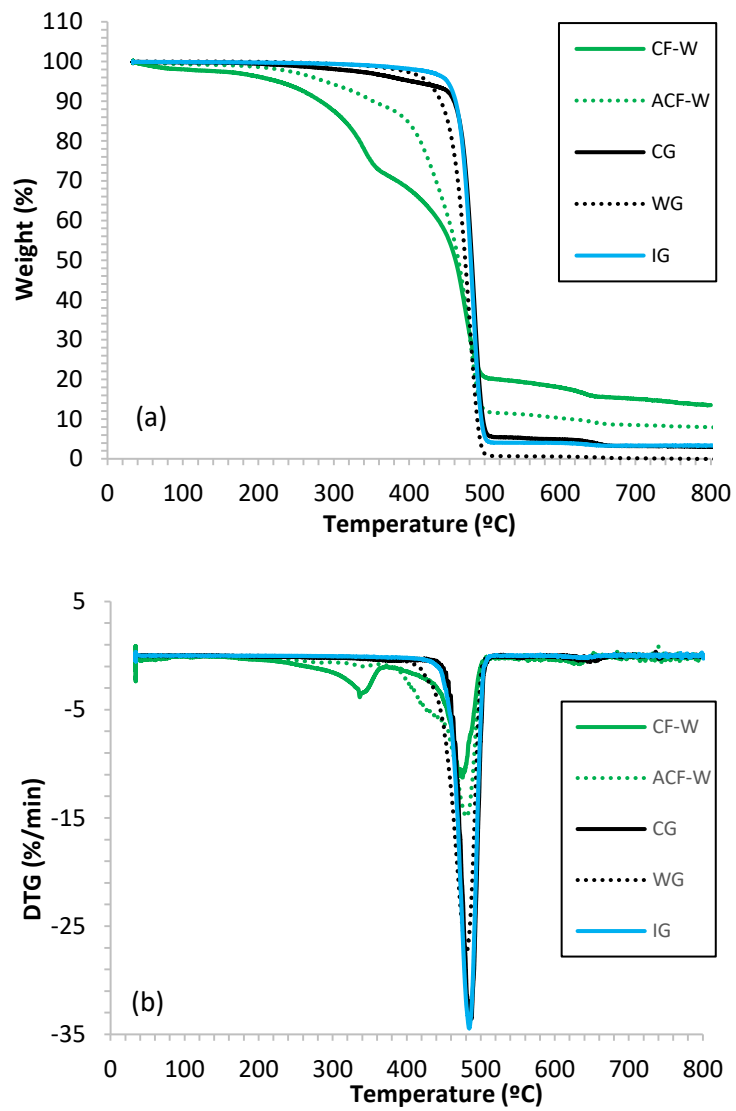 110
100
90
80
70
60
50
40
30
20
10
0
Weight (%)
CF-W
ACF-W
CG
WG
IG
(a)
0 100 200 300 400 500 600 700 800
Temperature (ºC)
5
-5
-15
-25
-35
DTG (%/min)
0 100 200 300 400 500 600 700 800
CF-W
ACF-W
CG
WG
IG
(b)
Temperature (ºC)